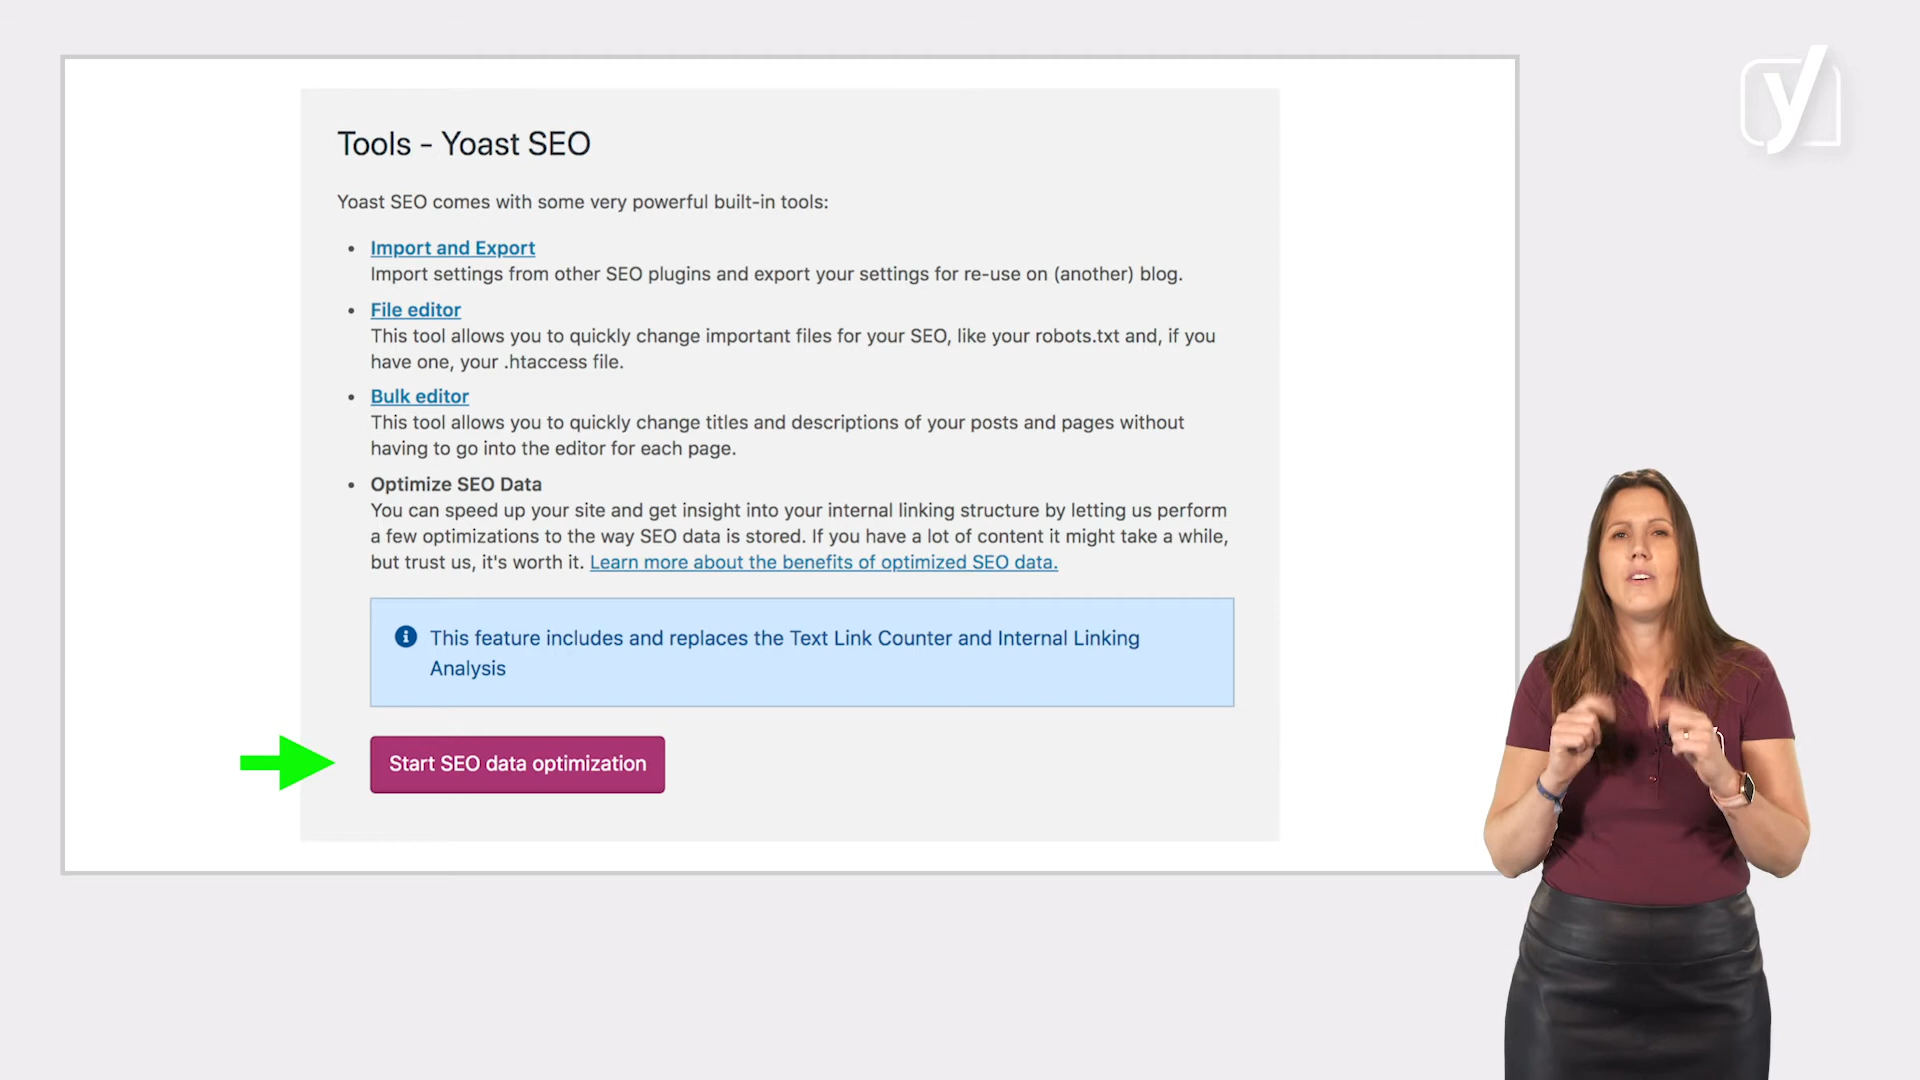 Tools - Yoast SEO
Yoast SEO comes with some very powerful built-in tools:
Import and Export
Import settings from other SEO plugins and export your settings for re-use on (another) blog.
File editor
This tool allows you to quickly change important files for your SEO, like your robots.txt and, if you
have one, your .htaccess file.
Bulk editor
This tool allows you to quickly change titles and descriptions of your posts and pages without
having to go into the editor for each page.
Optimize SEO Data
You can speed up your site and get insight into your internal linking structure by letting us perform
a few optimizations to the way SEO data is stored. If you have a lot of content it might take a while,
but trust us, it's worth it. Learn more about the benefits of optimized SEO data.
This feature includes and replaces the Text Link Counter and Internal Linking
Analysis
Start SEO data optimization
y